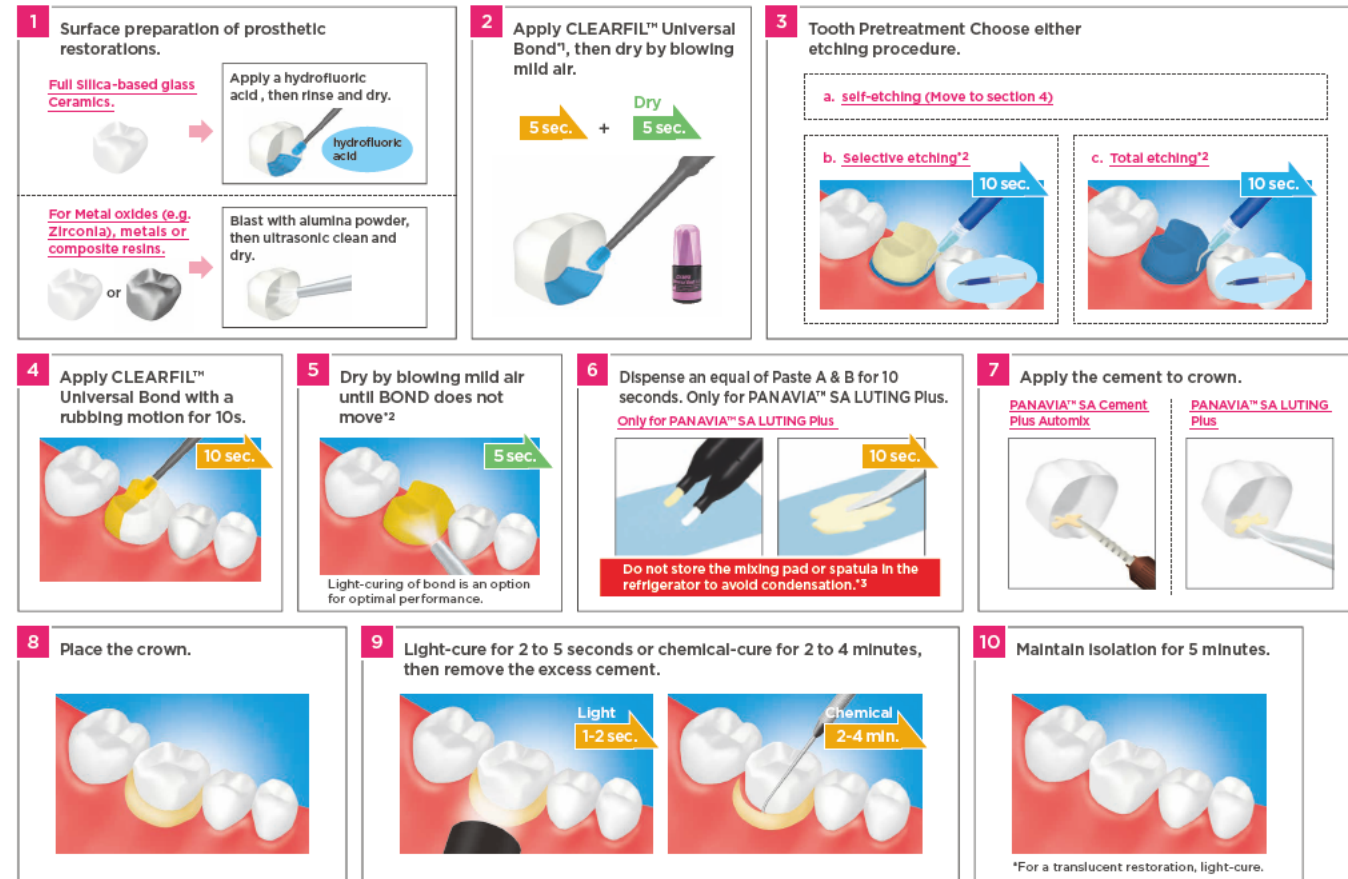 1
Surface preparation of prosthetic
restorations.
Full Silica-based glass
Ceramics.
Apply a hydrofluoric
acid , then rinse and dry.
hydrofluoric
acid
For Metal oxides (e.g.
Zirconia), metals or
composite resins.
or
Blast with alumina powder,
then ultrasonic clean and
dry.
2
Apply CLEARFIL™ Universal
Bond*1, then dry by blowing
mild air.
5 sec.
+
Dry
5 sec.
3
Tooth Pretreatment Choose either
etching procedure.
a. self-etching (Move to section 4)
b. Selective etching*2
10 sec.
c. Total etching*2
10 sec.
4
Apply CLEARFIL™
Universal Bond with a
rubbing motion for 10s.
10 sec.
5
Dry by blowing mild air
until BOND does not
move*2
5 sec.
Light-curing of bond is an option
for optimal performance.
6
Dispense an equal of Paste A & B for 10
seconds. Only for PANAVIA™ SA LUTING Plus.
Only for PANAVIA™ SA LUTING Plus
10 sec.
Do not store the mixing pad or spatula in the
refrigerator to avoid condensation.*3
7
Apply the cement to crown.
PANAVIA™ SA Cement
Plus Automix
PANAVIA™ SA LUTING
Plus
8
Place the crown.
9
Light-cure for 2 to 5 seconds or chemical-cure for 2 to 4 minutes,
then remove the excess cement.
Light
1-2 sec.
Chemical
2-4 min.
10
Maintain isolation for 5 minutes.
*For a translucent restoration, light-cure.